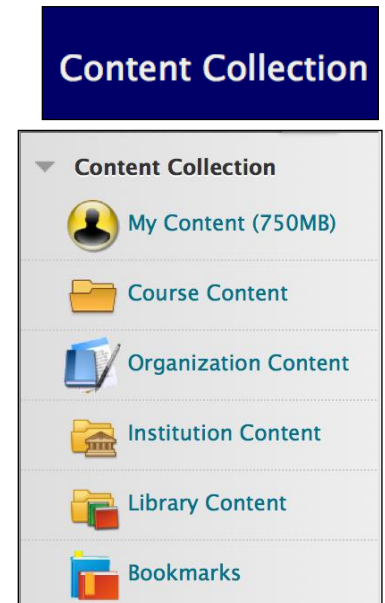 Content Collection
Content Collection
My Content (750MB)
Course Content
Organization Content
Institution Content
Library Content
Bookmarks